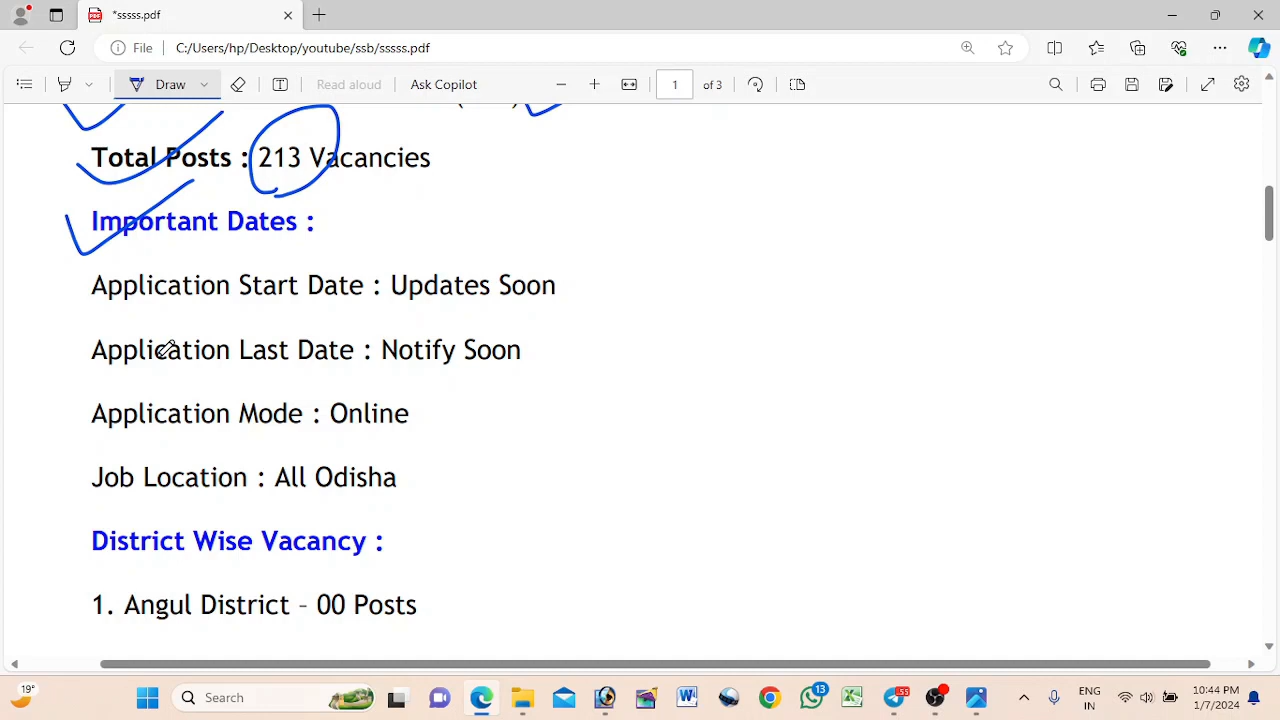 *sssss.pdf
File
C:/Users/hp/Desktop/youtube/ssb/sssss.pdf
Draw
Read aloud
Ask Copilot
1
of 3
Total Posts : 213 Vacancies
Important Dates :
Application Start Date : Updates Soon
Application Last Date : Notify Soon
Application Mode : Online
Job Location : All Odisha
District Wise Vacancy :
1. Angul District – 00 Posts
19°
Search
13
55
ENG
IN
10:44 PM
1/7/2024